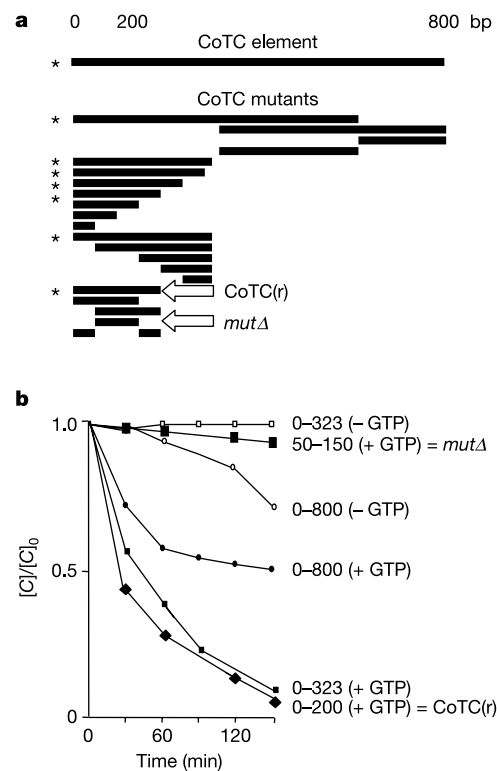 a
0 200 800 bp
CoTC element
*
CoTC mutants
*
*
*
*
*
*
* CoTC(r)
mutΔ
b
1.0
0.5
0
[C]/[C]0
0 60 120
Time (min)
0–323 (– GTP)
50–150 (+ GTP) = mutΔ
0–800 (– GTP)
0–800 (+ GTP)
0–323 (+ GTP)
0–200 (+ GTP) = CoTC(r)